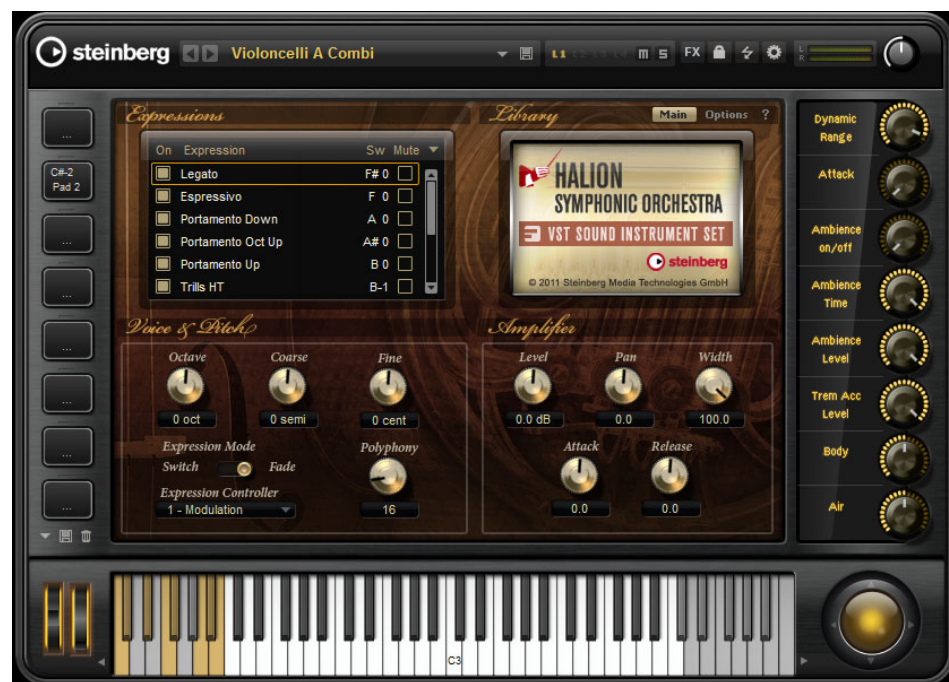 steinberg Violoncelli A Combi L1 L2 L3 L4 M S FX L R
Expressions
Library Main Options ?
On Expression Sw Mute
Legato F# 0
Espressivo F 0
Portamento Down A 0
Portamento Oct Up A# 0
Portamento Up B 0
Trills HT B-1
HALION
SYMPHONIC ORCHESTRA
VST SOUND INSTRUMENT SET
steinberg
© 2011 Steinberg Media Technologies GmbH
...
C#-2
Pad 2
...
...
...
...
...
...
Voice & Pitch
Octave Coarse Fine
0 oct 0 semi 0 cent
Expression Mode
Switch Fade
Expression Controller
1 - Modulation
Polyphony
16
Amplifier
Level Pan Width
0.0 dB 0.0 100.0
Attack Release
0.0 0.0
Dynamic
Range
Attack
Ambience
on/off
Ambience
Time
Ambience
Level
Trem Acc
Level
Body
Air
C3